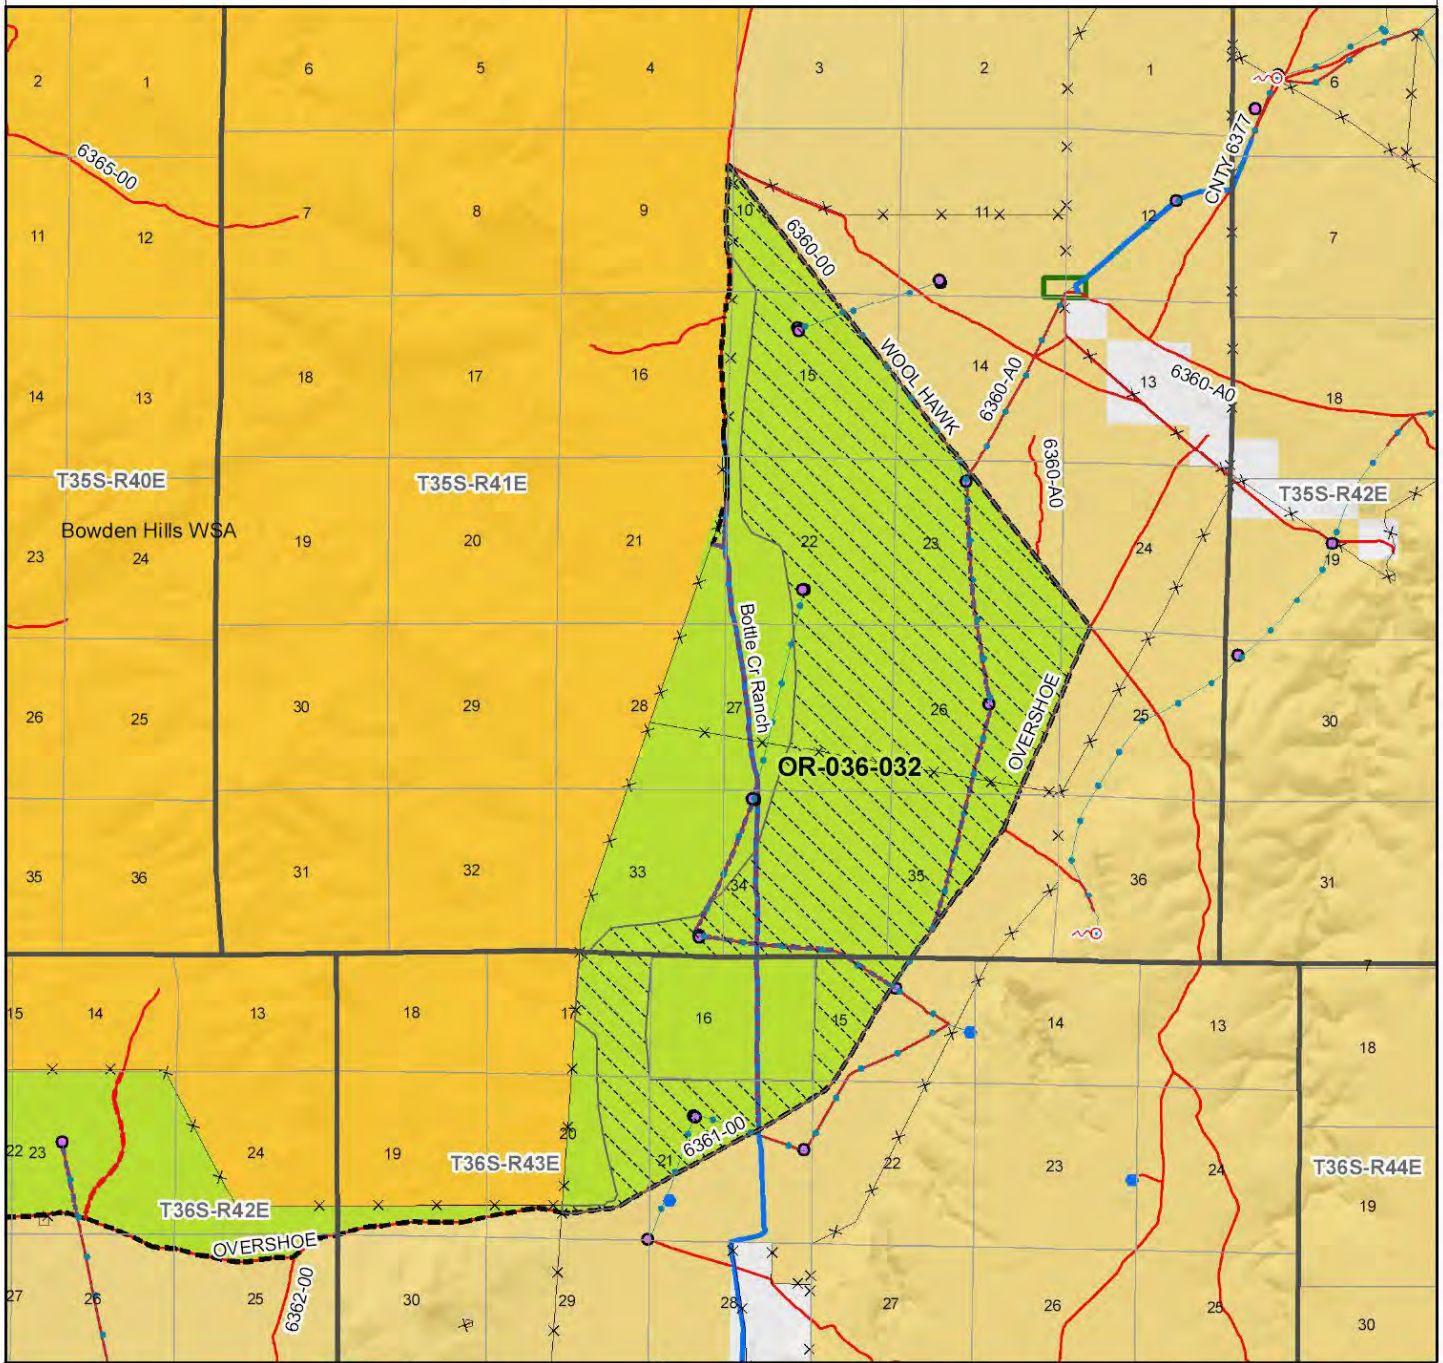 2 1 6 5 4 3 2 1 6
6365-00
CNTY 6377
11 12 7 8 9 10 11 12 7
6360-00
14 13 18 17 16 15 14 13 18
WOOL HAWK
6360-A0
6360-A0
6360-A0
T35S-R40E T35S-R41E T35S-R42E
Bowden Hills WSA
23 24 19 20 21 22 23 24 19
Bottle Cr Ranch
26 25 30 29 28 27 26 25 30
OVERSHOE
OR-036-032
35 36 31 32 33 34 35 36 31
7
15 14 13 18 17 16 15 14 13 18
6361-00
22 23 24 19 20 21 22 23 24 19
T36S-R42E T36S-R43E T36S-R44E
OVERSHOE
6362-00
27 26 25 30 29 28 27 26 25 30